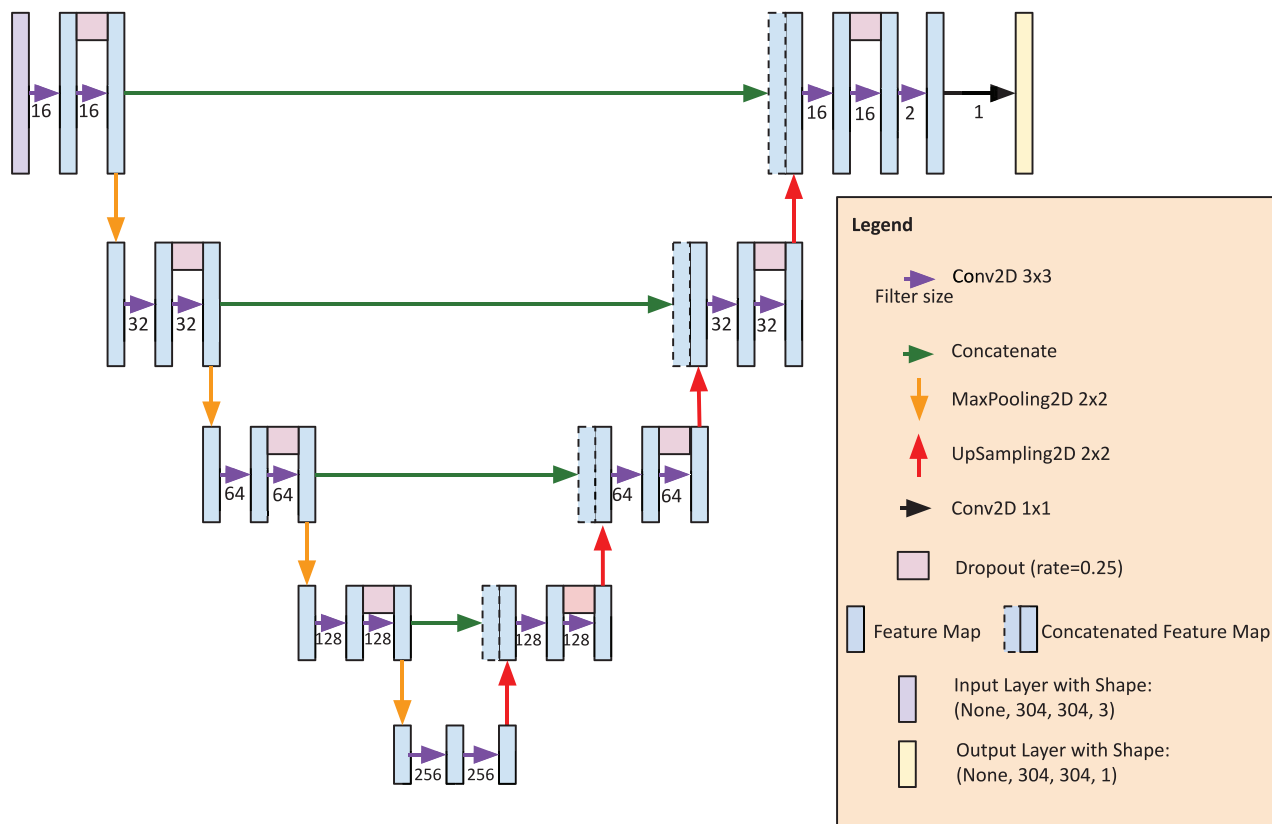 16 16 16 16 2 1
32 32 32 32
64 64 64 64
128 128 128 128
256 256
Legend
Conv2D 3x3
Filter size
Concatenate
MaxPooling2D 2x2
UpSampling2D 2x2
Conv2D 1x1
Dropout (rate=0.25)
Feature Map Concatenated Feature Map
Input Layer with Shape:
(None, 304, 304, 3)
Output Layer with Shape:
(None, 304, 304, 1)